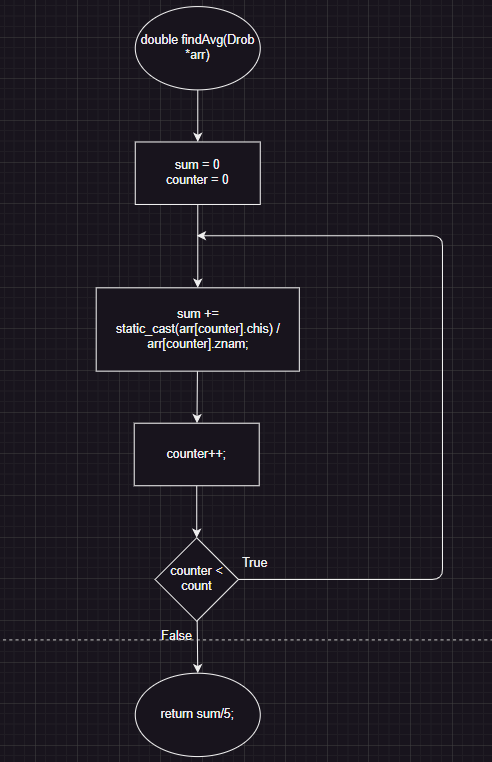 double findAvg(Drob
*arr)
sum = 0
counter = 0
sum +=
static_cast(arr[counter].chis) /
arr[counter].znam;
counter++;
counter <
count
True
False
return sum/5;